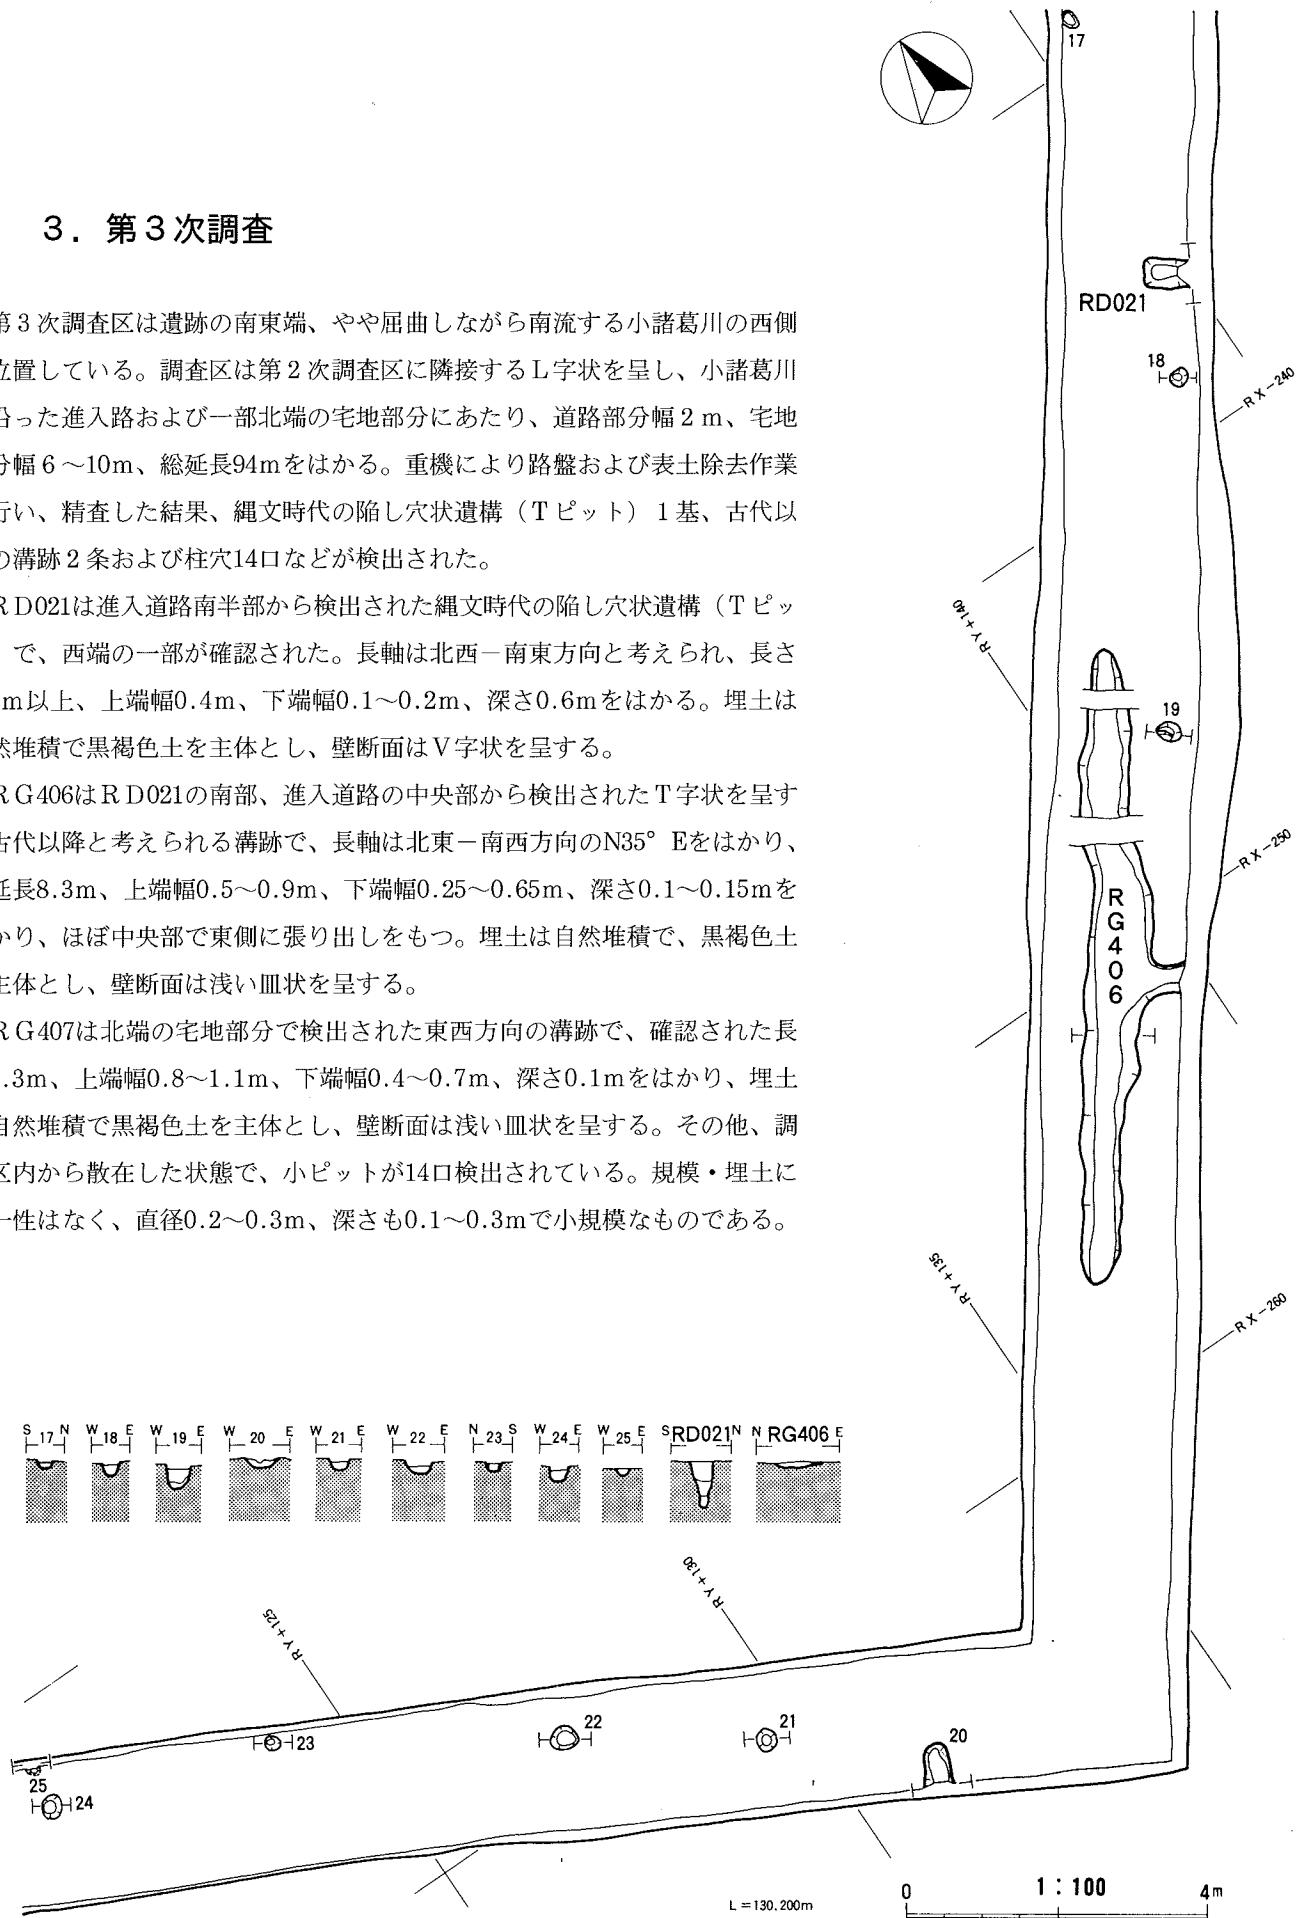 3．第3次調査
第3次調査区は遺跡の南東端、やや屈曲しながら南流する小諸葛川の西側
位置している。調査区は第2次調査区に隣接するL字状を呈し、小諸葛川
沿った進入路および一部北端の宅地部分にあたり、道路部分幅2m、宅地
分幅6～10m、総延長94mをはかる。重機により路盤および表土除去作業
行い、精査した結果、縄文時代の陥し穴状遺構（Tピット）1基、古代以
の溝跡2条および柱穴14口などが検出された。
RD021は進入道路南半部から検出された縄文時代の陥し穴状遺構（Tピッ
で、西端の一部が確認された。長軸は北西－南東方向と考えられ、長さ
m以上、上端幅0.4m、下端幅0.1～0.2m、深さ0.6mをはかる。埋土は
然堆積で黒褐色土を主体とし、壁断面はV字状を呈する。
RG406はRD021の南部、進入道路の中央部から検出されたT字状を呈す
古代以降と考えられる溝跡で、長軸は北東－南西方向のN35°Eをはかり、
延長8.3m、上端幅0.5～0.9m、下端幅0.25～0.65m、深さ0.1～0.15mを
かり、ほぼ中央部で東側に張り出しをもつ。埋土は自然堆積で、黒褐色土
主体とし、壁断面は浅い皿状を呈する。
RG407は北端の宅地部分で検出された東西方向の溝跡で、確認された長
.3m、上端幅0.8～1.1m、下端幅0.4～0.7m、深さ0.1mをはかり、埋土
自然堆積で黒褐色土を主体とし、壁断面は浅い皿状を呈する。その他、調
区内から散在した状態で、小ピットが14口検出されている。規模・埋土に
一性はなく、直径0.2～0.3m、深さも0.1～0.3mで小規模なものである。
17
RD021
18
RX-240
RY+140
19
RX-250
RG406
RY+135
RX-260
S 17 N
W 18 E
W 19 E
W 20 E
W 21 E
W 22 E
N 23 S
W 24 E
W 25 E
S RD021 N
N RG406 E
RY+130
RY+125
23
22
21
20
25
24
L=130.200m
0 1：100 4m